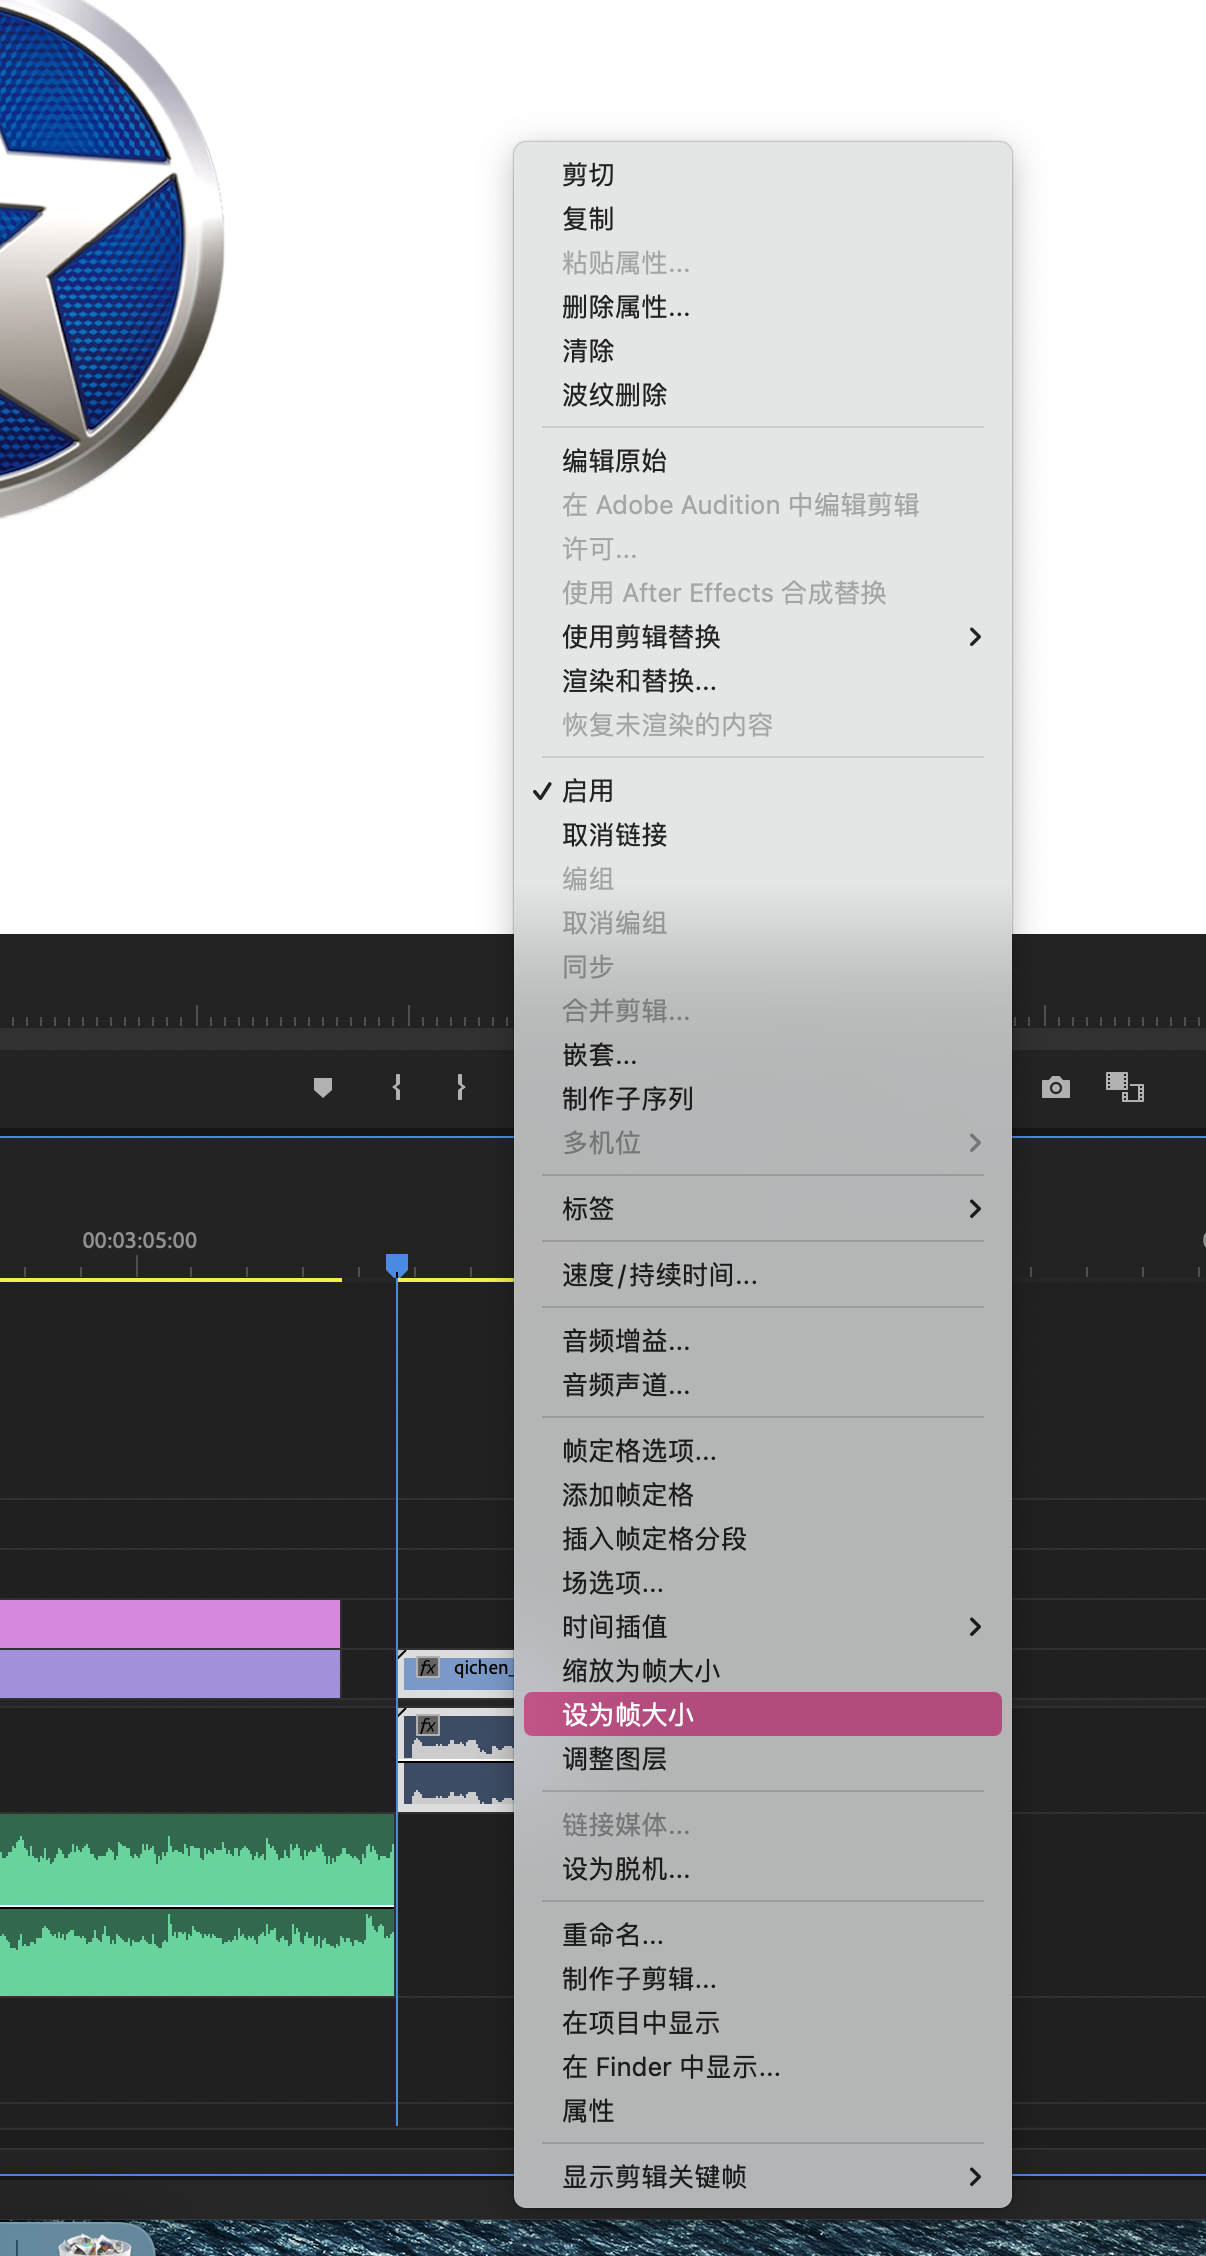 剪切
复制
粘贴属性...
删除属性...
清除
波纹删除
编辑原始
在 Adobe Audition 中编辑剪辑
许可...
使用 After Effects 合成替换
使用剪辑替换
渲染和替换...
恢复未渲染的内容
启用
取消链接
编组
取消编组
同步
合并剪辑...
嵌套...
制作子序列
多机位
标签
00:03:05:00
速度/持续时间...
音频增益...
音频声道...
帧定格选项...
添加帧定格
插入帧定格分段
场选项...
时间插值
fx qichen_
缩放为帧大小
设为帧大小
fx
调整图层
链接媒体...
设为脱机...
重命名...
制作子剪辑...
在项目中显示
在 Finder 中显示...
属性
显示剪辑关键帧